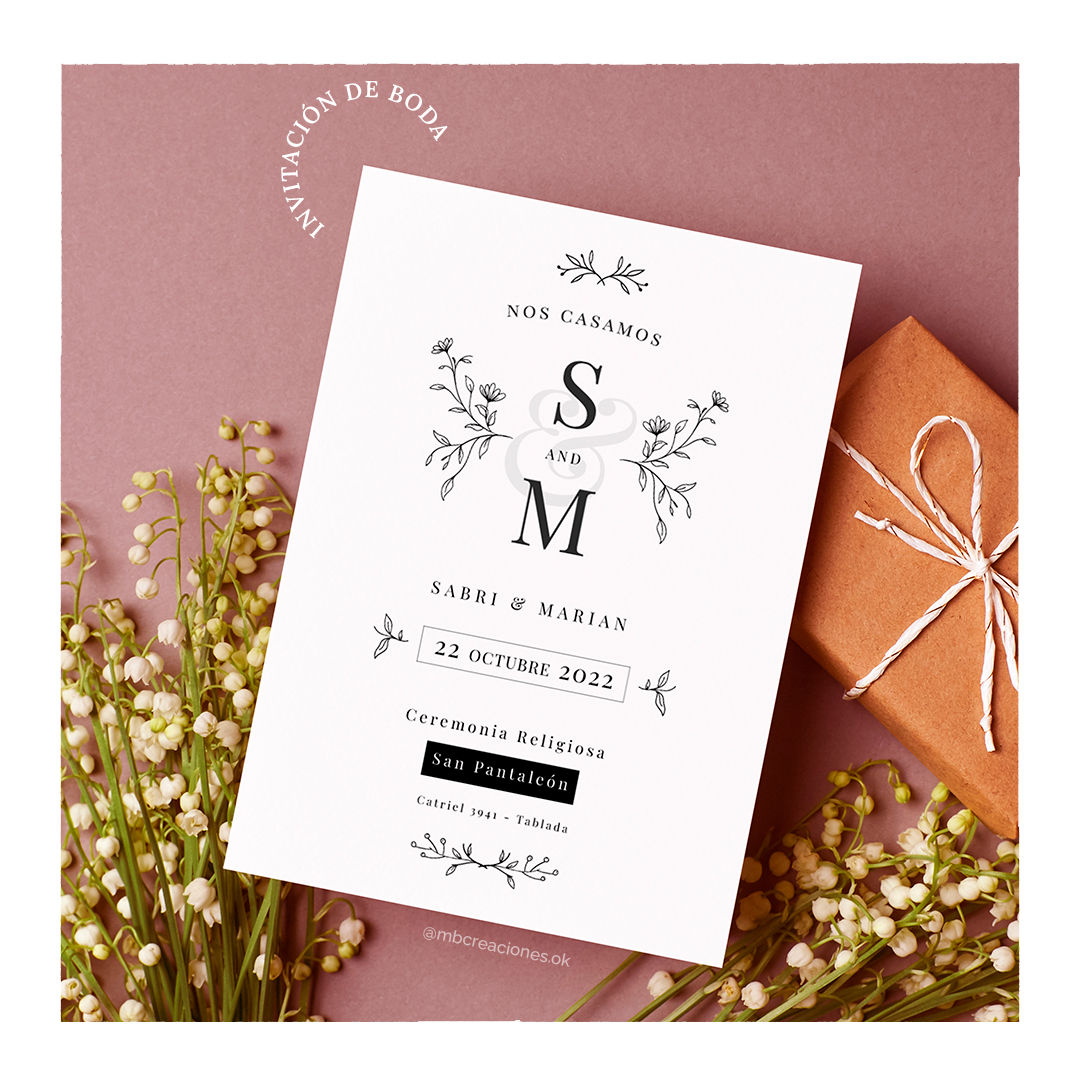 INVITACIÓN DE BODA
NOS CASAMOS
S
&
AND
M
SABRI & MARIAN
22 OCTUBRE 2022
Ceremonia Religiosa
San Pantaleón
Catriel 3941 - Tablada
@mbcreaciones.ok